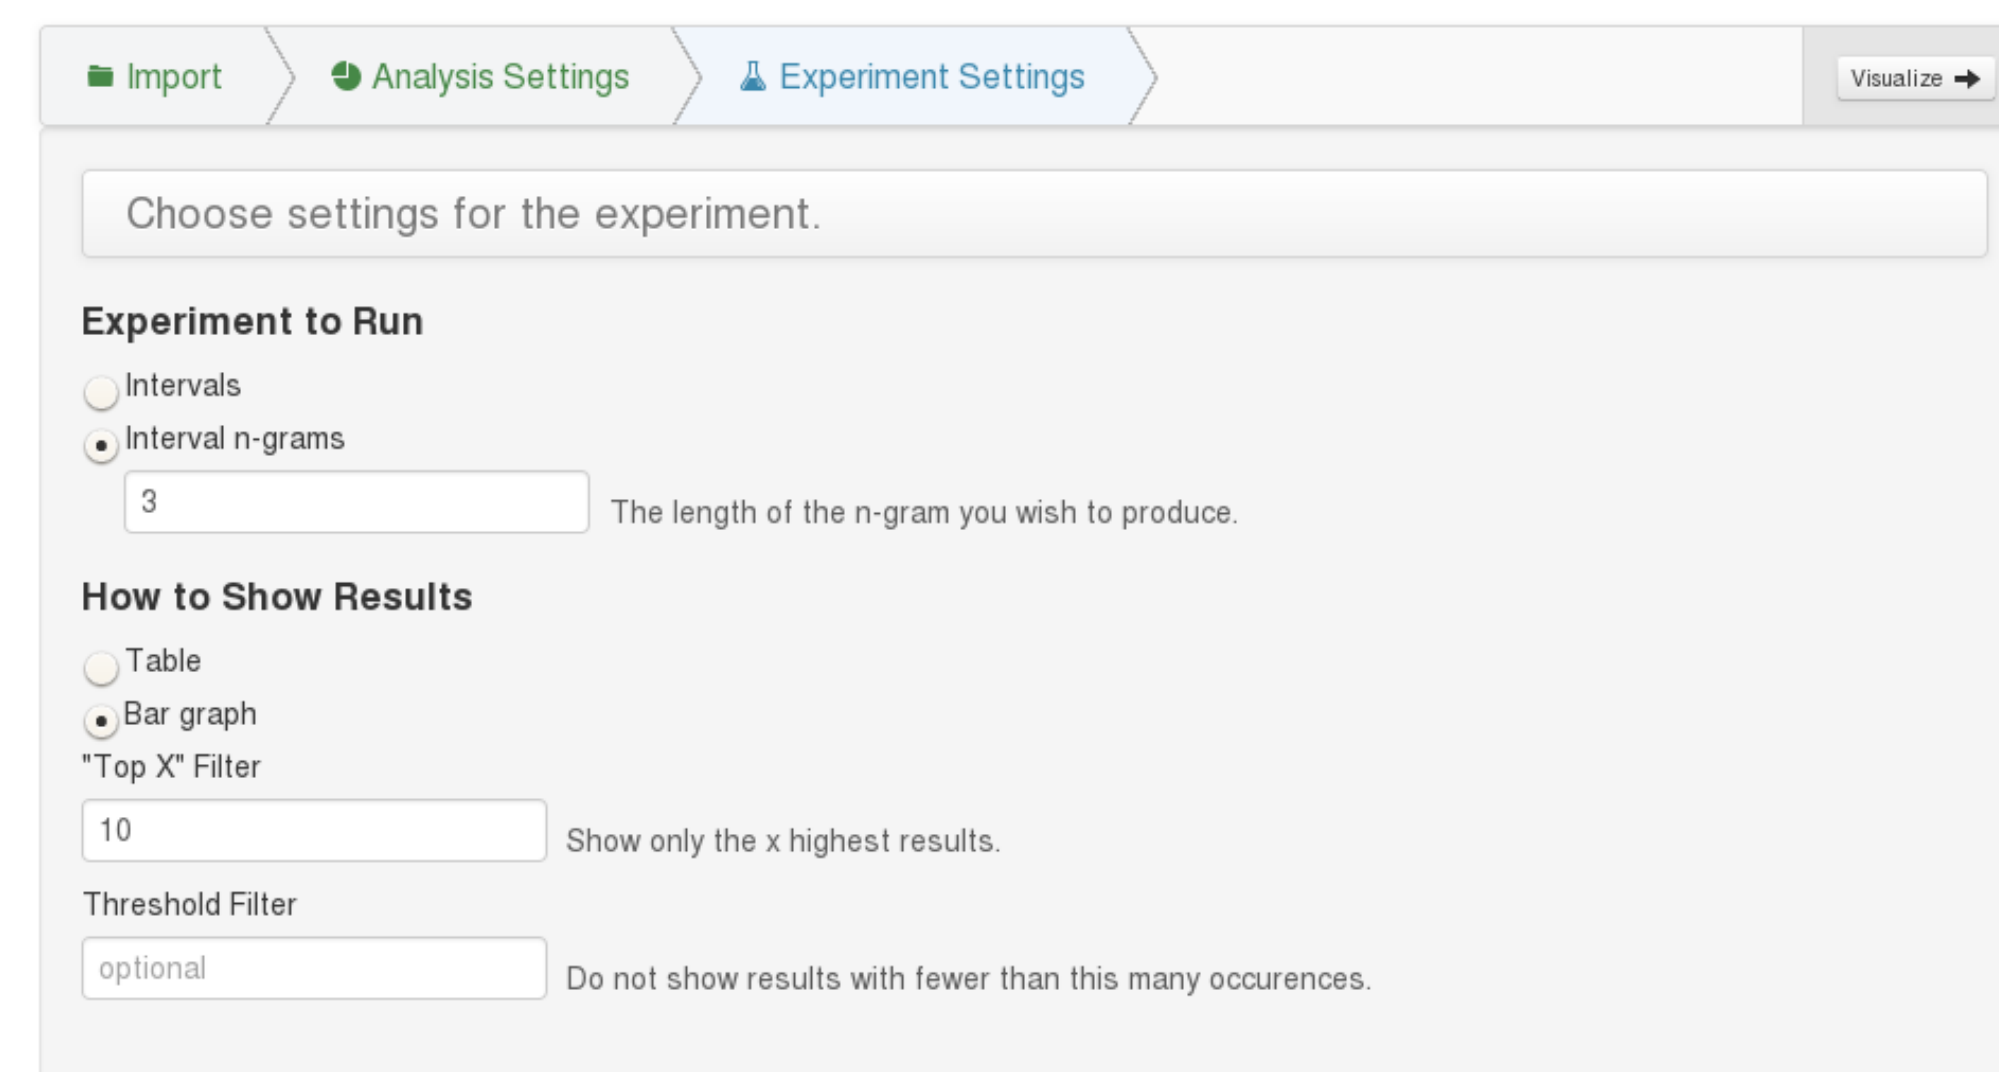 Import Analysis Settings Experiment Settings Visualize
Choose settings for the experiment.
Experiment to Run
Intervals
Interval n-grams
3 The length of the n-gram you wish to produce.
How to Show Results
Table
Bar graph
"Top X" Filter
10 Show only the x highest results.
Threshold Filter
optional Do not show results with fewer than this many occurences.